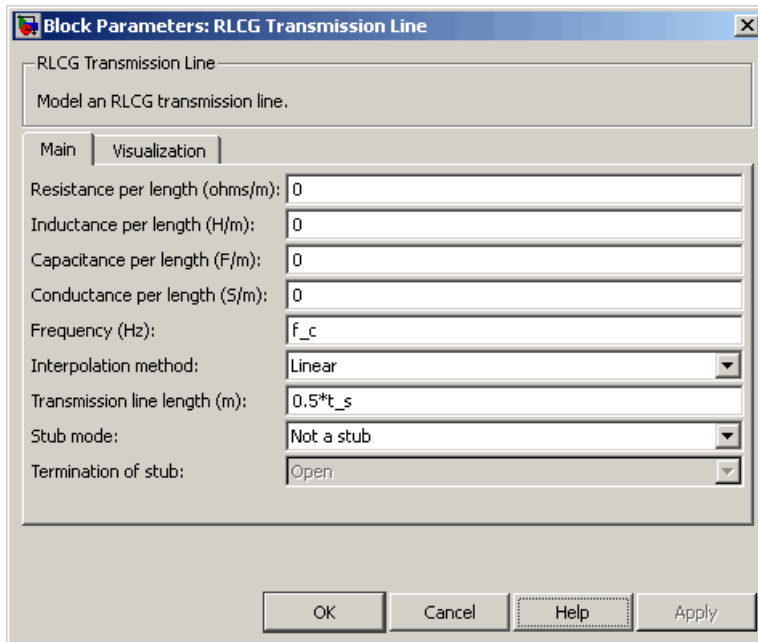 Block Parameters: RLCG Transmission Line
RLCG Transmission Line
Model an RLCG transmission line.
Main Visualization
Resistance per length (ohms/m): 0
Inductance per length (H/m): 0
Capacitance per length (F/m): 0
Conductance per length (S/m): 0
Frequency (Hz): f_c
Interpolation method: Linear
Transmission line length (m): 0.5*t_s
Stub mode: Not a stub
Termination of stub: Open
OK Cancel Help Apply